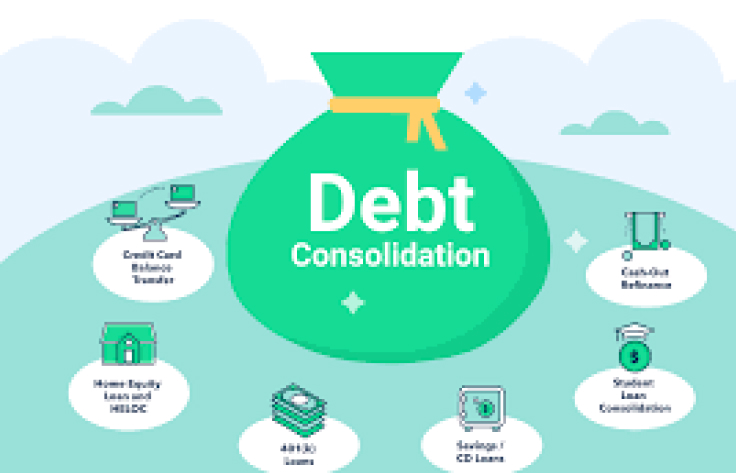 Debt
Consolidation
Credit Card
Balance
Transfer
Cash-Out
Refinance
Home Equity
Loan and
HELOC
Student
Loan
Consolidation
401(k)
Loans
Savings /
CD Loans
$